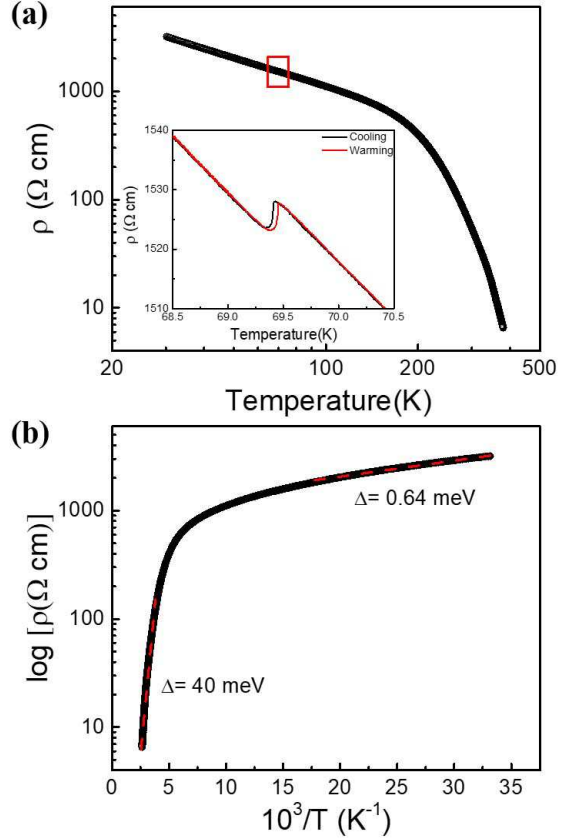 (a)
1000
100
10
ρ (Ω cm)
20
100
200
500
Temperature(K)
1540
1530
1520
1510
ρ (Ω cm)
Cooling
Warming
68.5 69.0 69.5 70.0 70.5
Temperature(K)
(b)
1000
100
10
log [ρ(Ω cm)]
Δ= 0.64 meV
Δ= 40 meV
0 5 10 15 20 25 30 35
10³/T (K⁻¹)